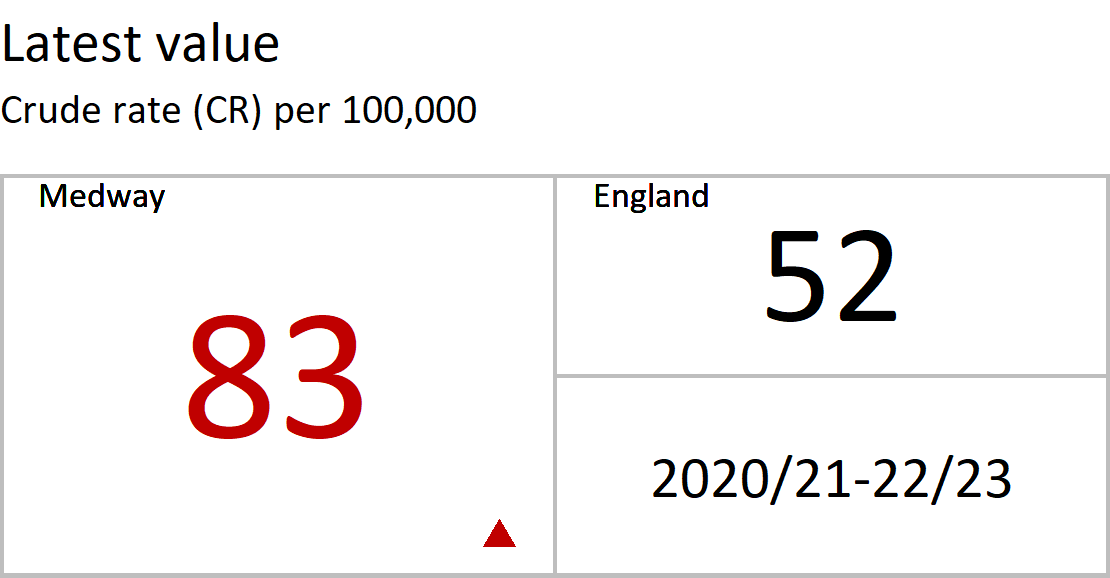 Latest value
Crude rate (CR) per 100,000
Medway
83
England
52
2020/21-22/23